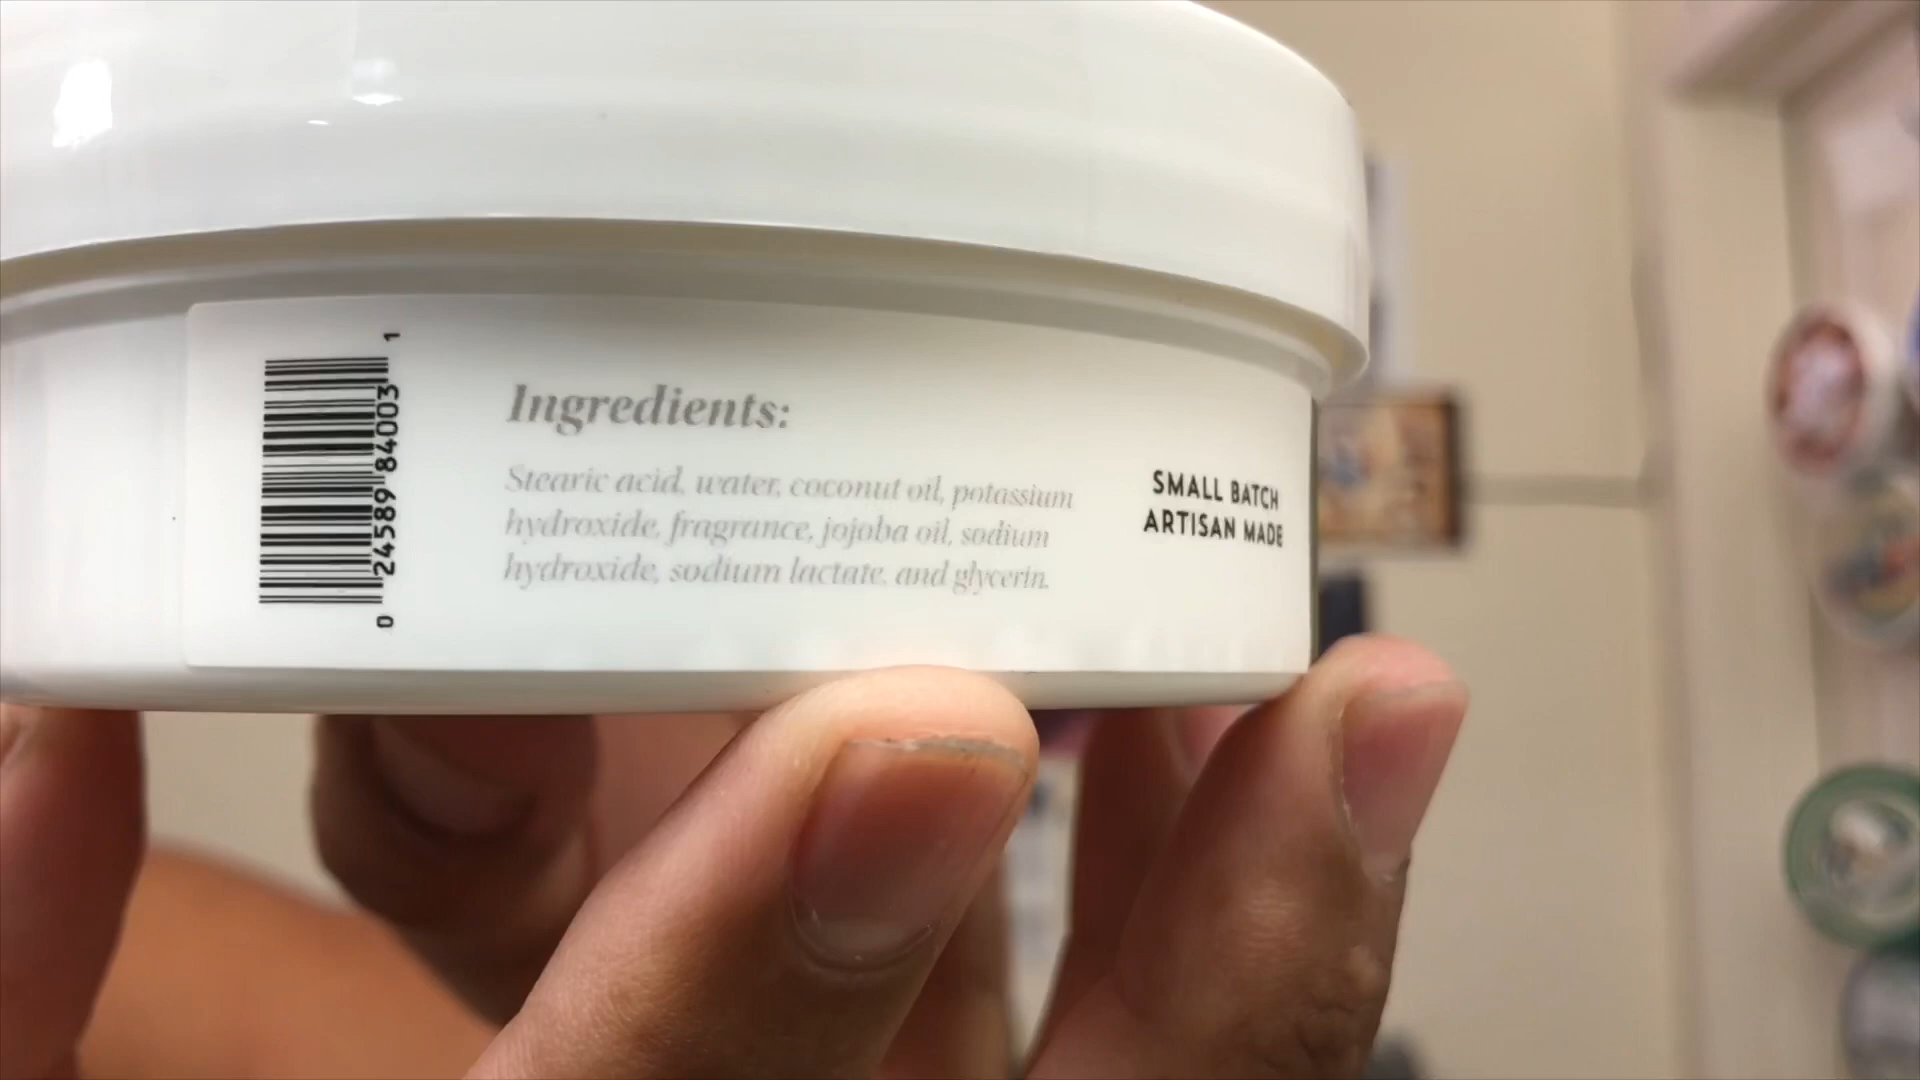 1
24589 84003
0
Ingredients:
Stearic acid, water, coconut oil, potassium
hydroxide, fragrance, jojoba oil, sodium
hydroxide, sodium lactate, and glycerin.
SMALL BATCH
ARTISAN MADE